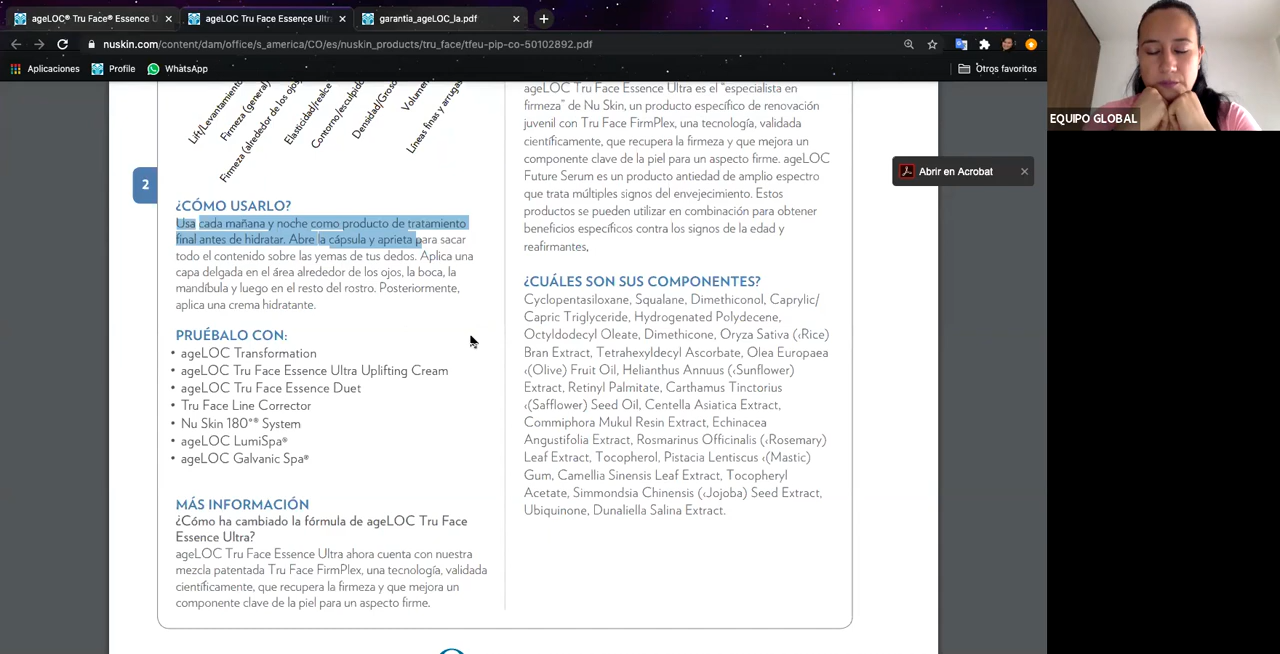 ageLOC® Tru Face® Essence U
ageLOC Tru Face Essence Ultra
garantia_ageLOC_la.pdf
nuskin.com/content/dam/office/s_america/CO/es/nuskin_products/tru_face/tfeu-pip-co-50102892.pdf
Aplicaciones
Profile
WhatsApp
Otros favoritos
EQUIPO GLOBAL
Abrir en Acrobat
Lift/Levantamiento
Firmeza (general)
Firmeza (alrededor de los ojos)
Elasticidad/realce
Contorno/esculpido
Densidad/Groso
Volumen
Líneas finas y arrugas
2
¿CÓMO USARLO?
Usa cada mañana y noche como producto de tratamiento
final antes de hidratar. Abre la cápsula y aprieta para sacar
todo el contenido sobre las yemas de tus dedos. Aplica una
capa delgada en el área alrededor de los ojos, la boca, la
mandíbula y luego en el resto del rostro. Posteriormente,
aplica una crema hidratante.
PRUÉBALO CON:
• ageLOC Transformation
• ageLOC Tru Face Essence Ultra Uplifting Cream
• ageLOC Tru Face Essence Duet
• Tru Face Line Corrector
• Nu Skin 180°® System
• ageLOC LumiSpa®
• ageLOC Galvanic Spa®
MÁS INFORMACIÓN
¿Cómo ha cambiado la fórmula de ageLOC Tru Face
Essence Ultra?
ageLOC Tru Face Essence Ultra ahora cuenta con nuestra
mezcla patentada Tru Face FirmPlex, una tecnología, validada
científicamente, que recupera la firmeza y que mejora un
componente clave de la piel para un aspecto firme.
ageLOC Tru Face Essence Ultra es el "especialista en
firmeza" de Nu Skin, un producto específico de renovación
juvenil con Tru Face FirmPlex, una tecnología, validada
científicamente, que recupera la firmeza y que mejora un
componente clave de la piel para un aspecto firme. ageLOC
Future Serum es un producto antiedad de amplio espectro
que trata múltiples signos del envejecimiento. Estos
productos se pueden utilizar en combinación para obtener
beneficios específicos contra los signos de la edad y
reafirmantes.
¿CUÁLES SON SUS COMPONENTES?
Cyclopentasiloxane, Squalane, Dimethiconol, Caprylic/
Capric Triglyceride, Hydrogenated Polydecene,
Octyldodecyl Oleate, Dimethicone, Oryza Sativa (‹Rice)
Bran Extract, Tetrahexyldecyl Ascorbate, Olea Europaea
‹(Olive) Fruit Oil, Helianthus Annuus (‹Sunflower)
Extract, Retinyl Palmitate, Carthamus Tinctorius
‹(Safflower) Seed Oil, Centella Asiatica Extract,
Commiphora Mukul Resin Extract, Echinacea
Angustifolia Extract, Rosmarinus Officinalis (‹Rosemary)
Leaf Extract, Tocopherol, Pistacia Lentiscus ‹(Mastic)
Gum, Camellia Sinensis Leaf Extract, Tocopheryl
Acetate, Simmondsia Chinensis (‹Jojoba) Seed Extract,
Ubiquinone, Dunaliella Salina Extract.